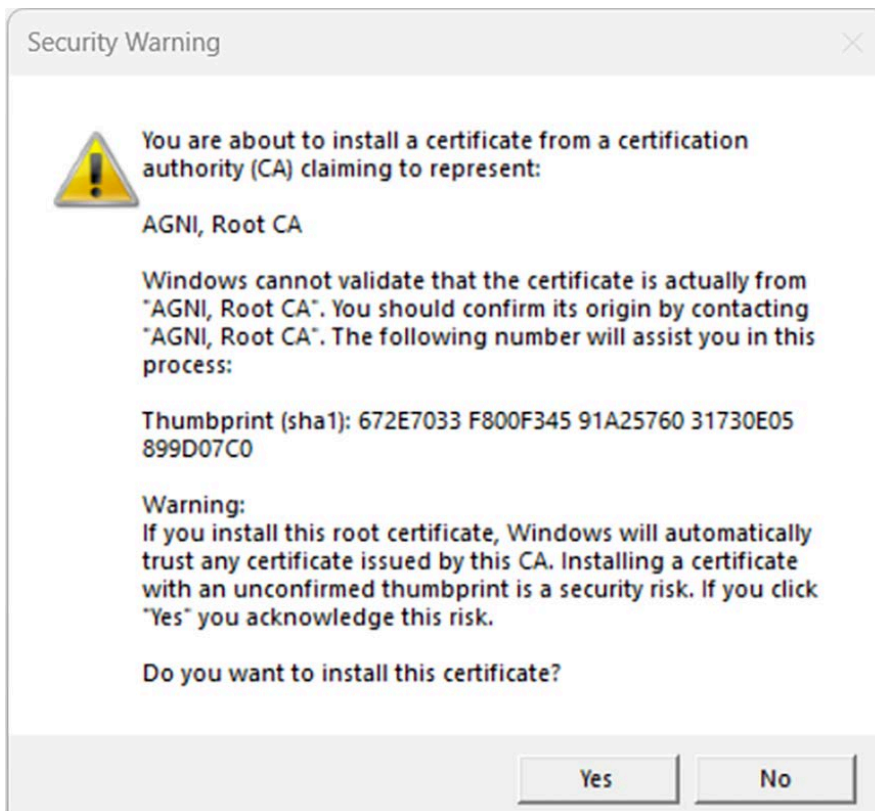 Security Warning
You are about to install a certificate from a certification
authority (CA) claiming to represent:
AGNI, Root CA
Windows cannot validate that the certificate is actually from
"AGNI, Root CA". You should confirm its origin by contacting
"AGNI, Root CA". The following number will assist you in this
process:
Thumbprint (sha1): 672E7033 F800F345 91A25760 31730E05
899D07C0
Warning:
If you install this root certificate, Windows will automatically
trust any certificate issued by this CA. Installing a certificate
with an unconfirmed thumbprint is a security risk. If you click
"Yes" you acknowledge this risk.
Do you want to install this certificate?
Yes No